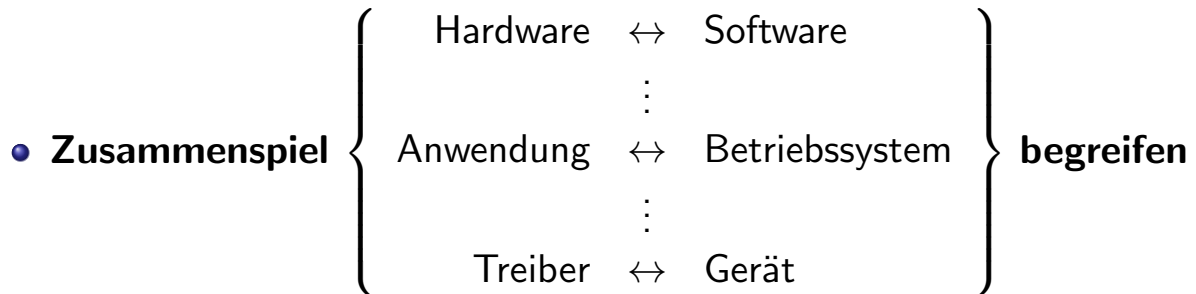 Hardware ↔ Software
⋮
• Zusammenspiel { Anwendung ↔ Betriebssystem } begreifen
⋮
Treiber ↔ Gerät